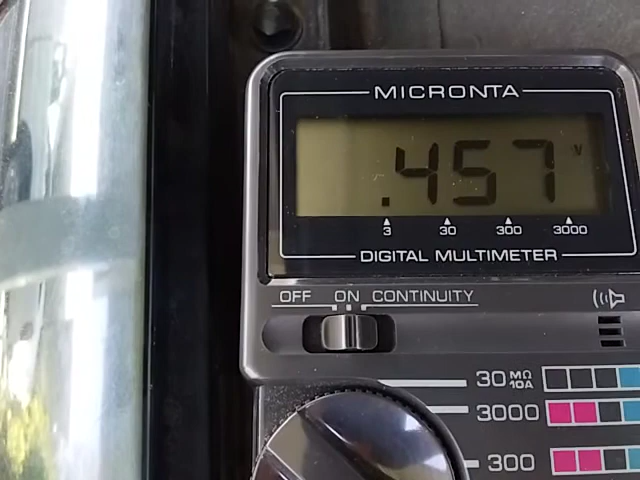 MICRONTA
.457 V
3 30 300 3000
DIGITAL MULTIMETER
OFF ON CONTINUITY
30 MΩ 10A
3000
300